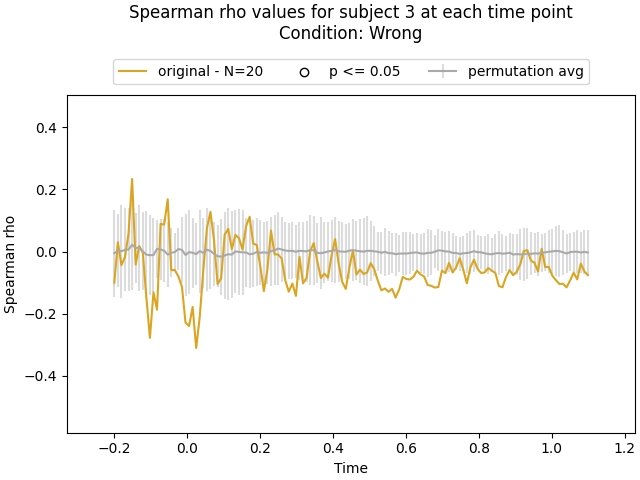 Spearman rho values for subject 3 at each time point
Condition: Wrong
original - N=20
p <= 0.05
permutation avg
0.4
0.2
0.0
−0.2
−0.4
Spearman rho
−0.2
0.0
0.2
0.4
0.6
0.8
1.0
1.2
Time